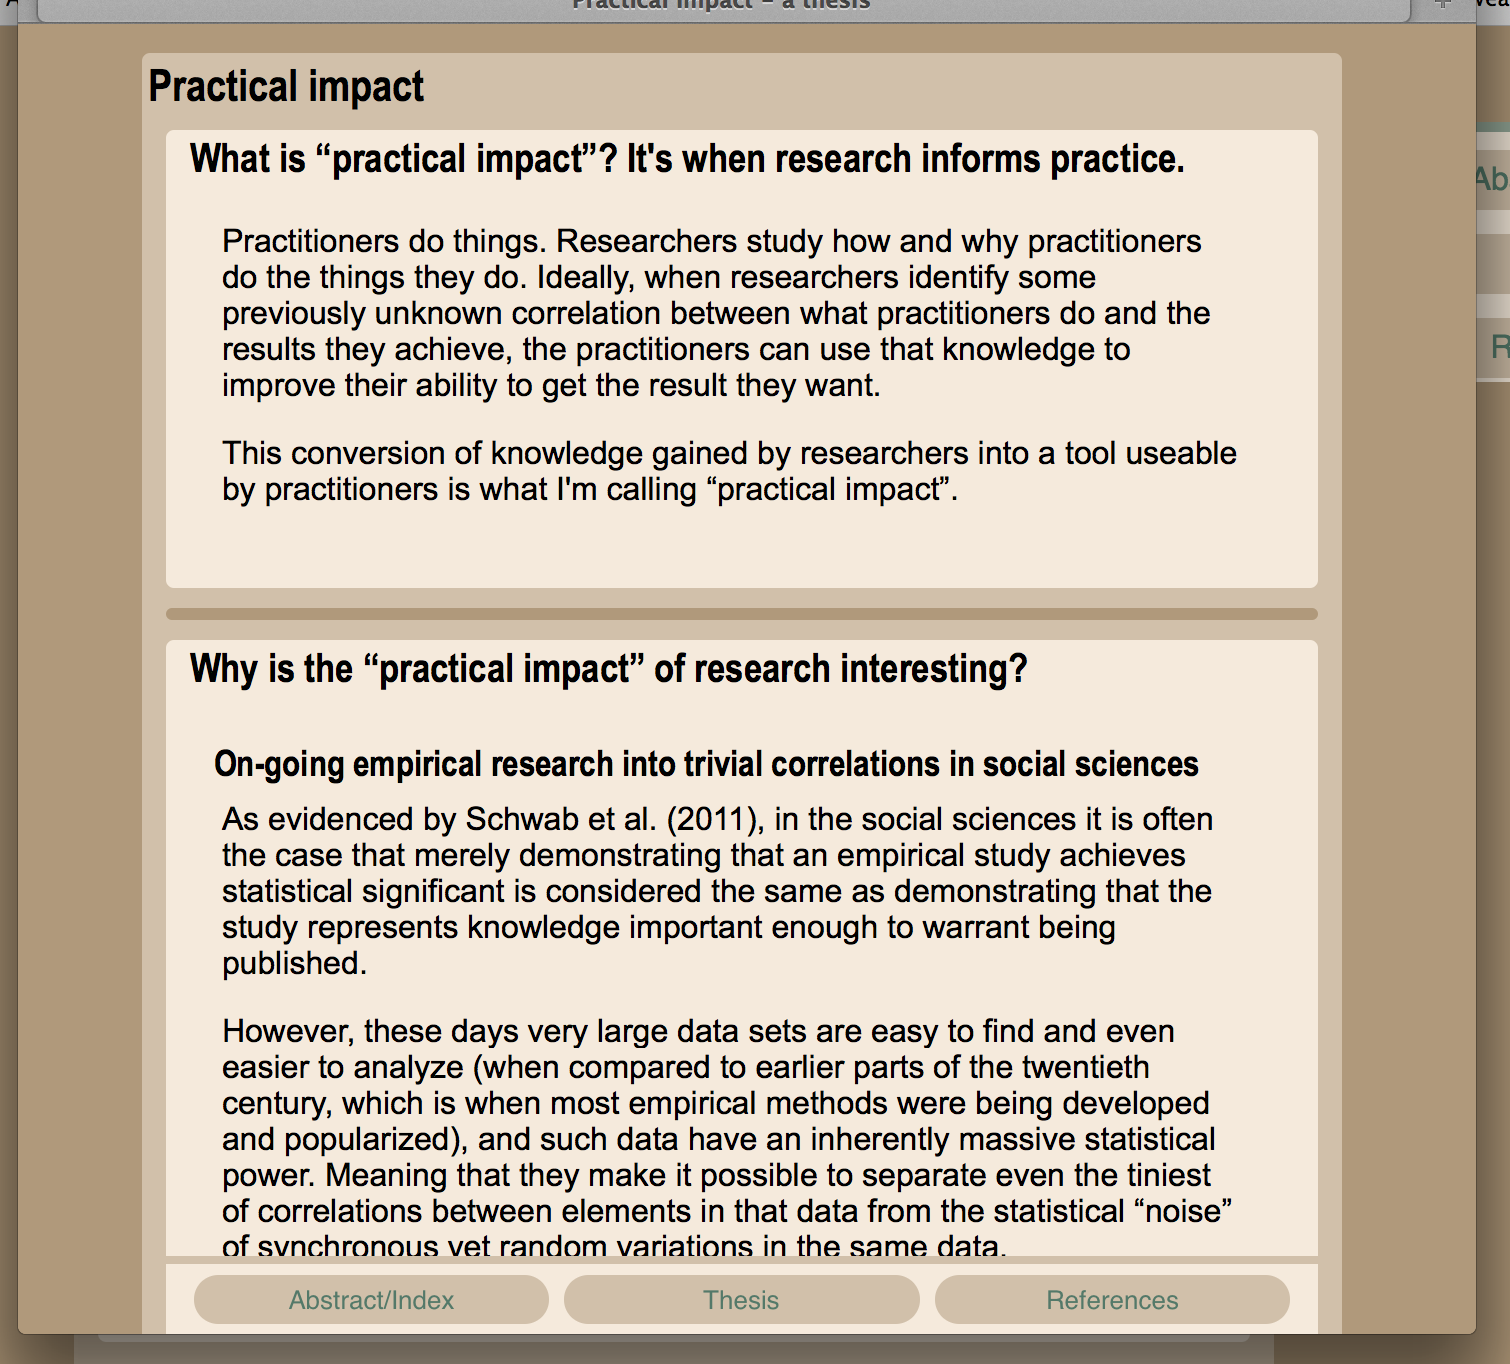 Practical impact – a thesis
Practical impact
What is “practical impact”? It's when research informs practice.
Practitioners do things. Researchers study how and why practitioners
do the things they do. Ideally, when researchers identify some
previously unknown correlation between what practitioners do and the
results they achieve, the practitioners can use that knowledge to
improve their ability to get the result they want.
This conversion of knowledge gained by researchers into a tool useable
by practitioners is what I'm calling “practical impact”.
Why is the “practical impact” of research interesting?
On-going empirical research into trivial correlations in social sciences
As evidenced by Schwab et al. (2011), in the social sciences it is often
the case that merely demonstrating that an empirical study achieves
statistical significant is considered the same as demonstrating that the
study represents knowledge important enough to warrant being
published.
However, these days very large data sets are easy to find and even
easier to analyze (when compared to earlier parts of the twentieth
century, which is when most empirical methods were being developed
and popularized), and such data have an inherently massive statistical
power. Meaning that they make it possible to separate even the tiniest
of correlations between elements in that data from the statistical “noise”
of synchronous yet random variations in the same data.
Abstract/Index
Thesis
References
Ab
R